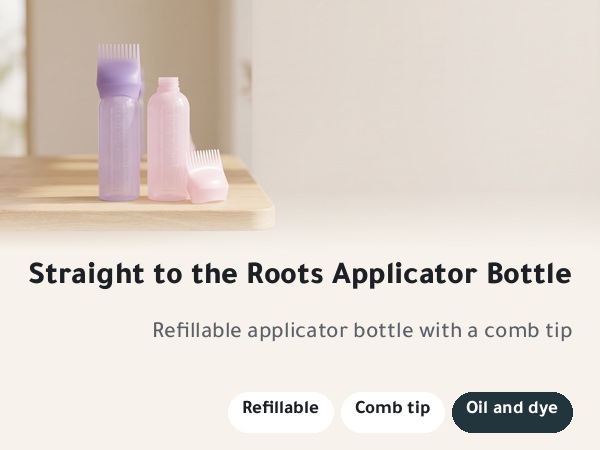 Straight to the Roots Applicator Bottle
Refillable applicator bottle with a comb tip
Refillable
Comb tip
Oil and dye